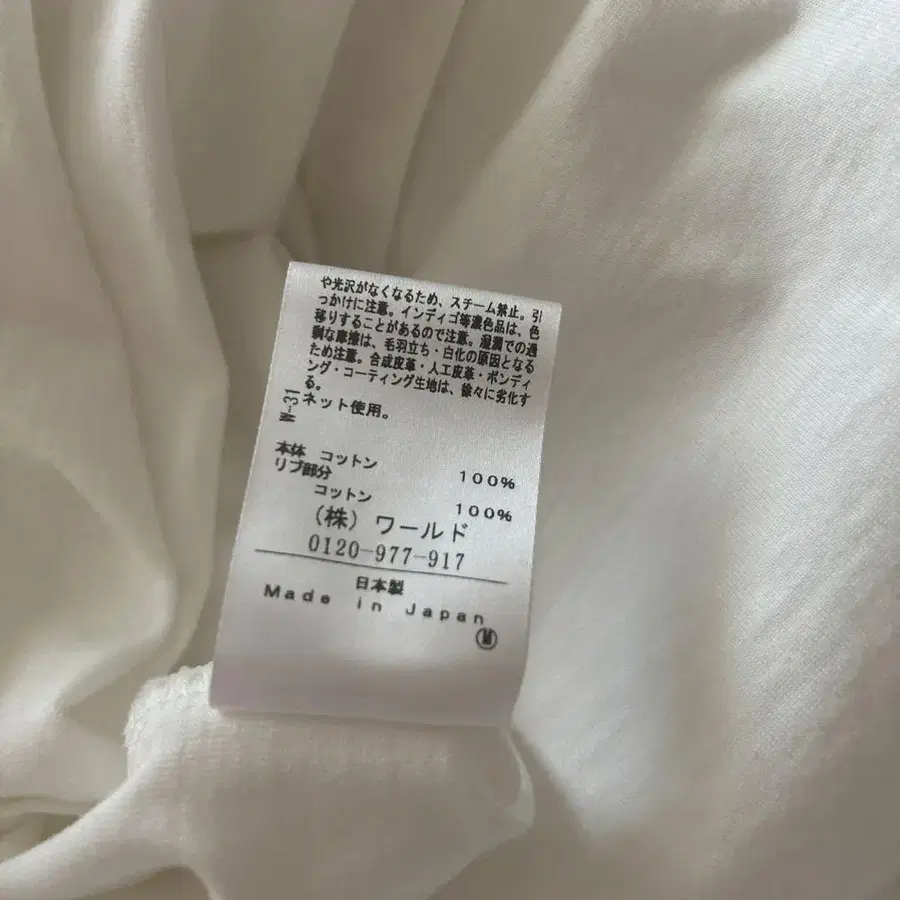 や光沢がなくなるため、スチーム禁止。引
っかけに注意。インディゴ等濃色品は、色
移りすることがあるので注意。湿潤での過
剰な摩擦は、毛羽立ち・白化の原因となる
ため注意。合成皮革・人工皮革・ボンディ
ング・コーティング生地は、徐々に劣化す
る。
ネット使用。
W-31
本体 コットン 100%
リブ部分
コットン 100%
(株)ワールド
0120-977-917
日本製
Made in Japan
M